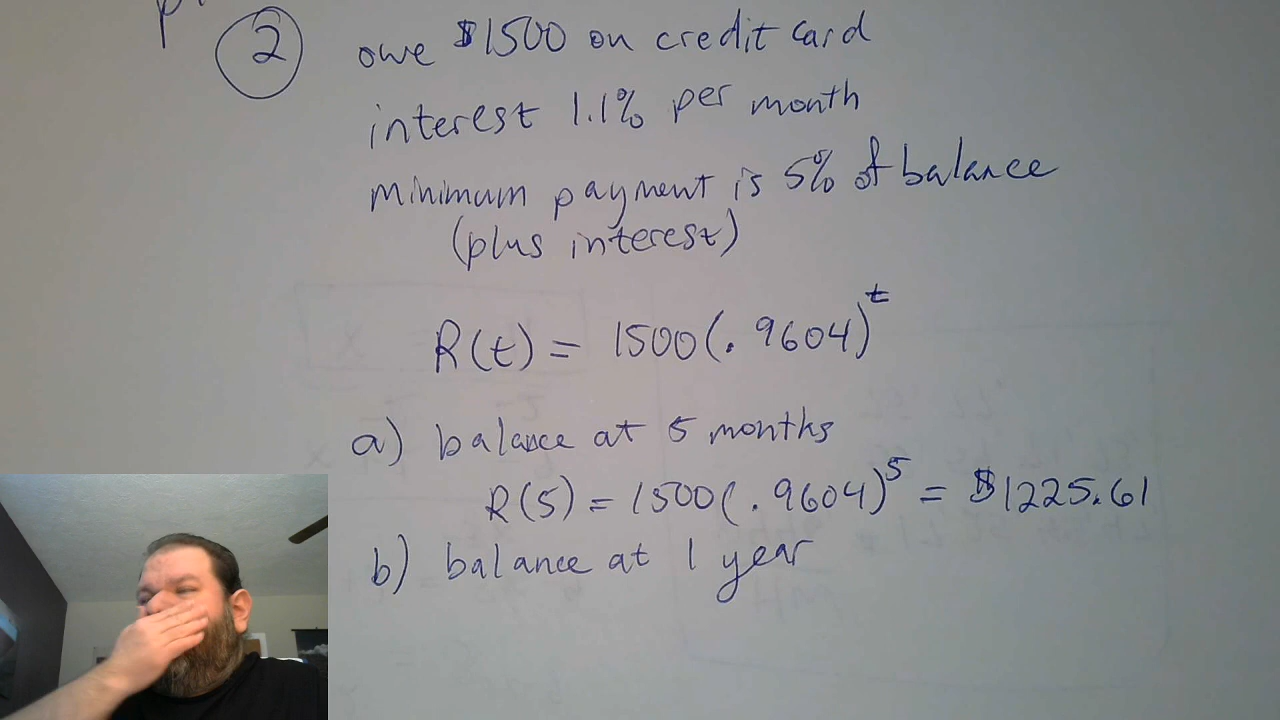 2 owe $1500 on credit card
interest 1.1% per month
minimum payment is 5% of balance
(plus interest)
R(t) = 1500(.9604)^t
a) balance at 5 months
R(5) = 1500(.9604)^5 = $1225.61
b) balance at 1 year